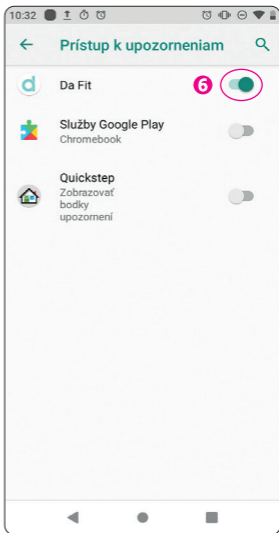 10:32
Prístup k upozorneniam
d
Da Fit
6
Služby Google Play
Chromebook
Quickstep
Zobrazovať
bodky
upozornení